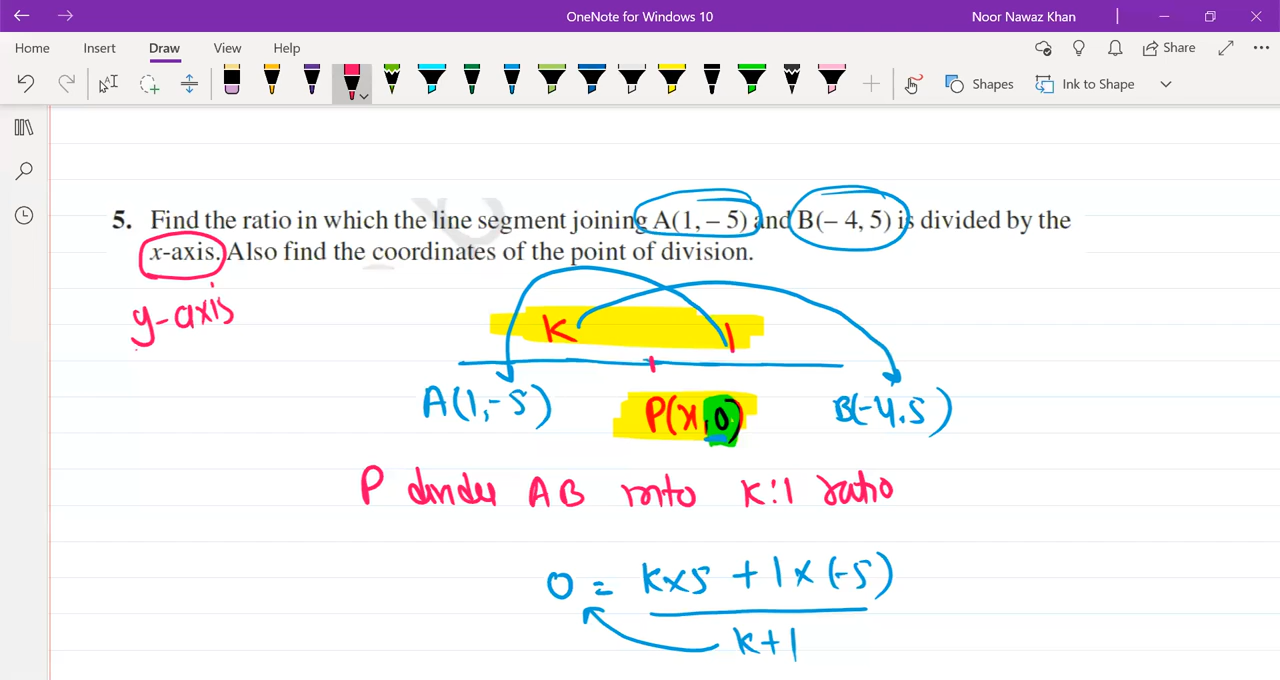 OneNote for Windows 10
Noor Nawaz Khan
Home Insert Draw View Help
Share
Shapes Ink to Shape
5. Find the ratio in which the line segment joining A(1, – 5) and B(– 4, 5) is divided by the
x-axis. Also find the coordinates of the point of division.
y-axis
K 1
A(1,-5) P(x,0) B(-4,5)
P divides AB into K:1 ratio
0 = K×5 + 1×(-5)
K+1